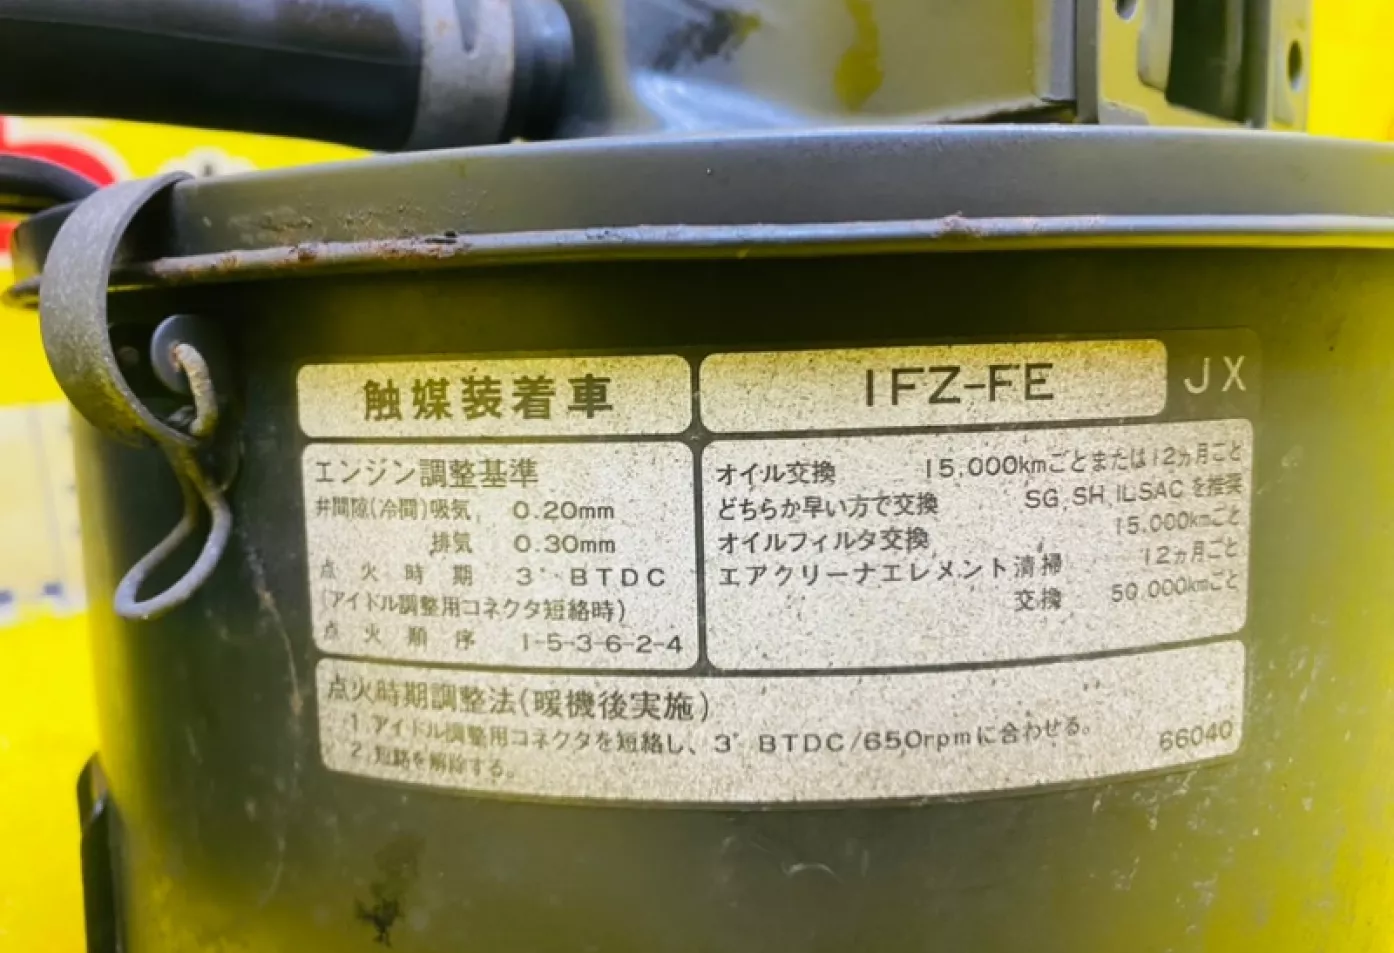 触媒装着車
1FZ-FE
JX
エンジン調整基準
弁間隙(冷間)吸気 0.20mm
排気 0.30mm
点火時期 3°BTDC
(アイドル調整用コネクタ短絡時)
点火順序 1-5-3-6-2-4
オイル交換 15.000kmごとまたは12ヵ月ごと
どちらか早い方で交換 SG,SH,ILSACを推奨
オイルフィルタ交換 15.000kmごと
エアクリーナエレメント清掃 12ヵ月ごと
交換 50.000kmごと
点火時期調整法(暖機後実施)
1.アイドル調整用コネクタを短絡し、3°BTDC/650rpmに合わせる。
2.短絡を解除する。
66040